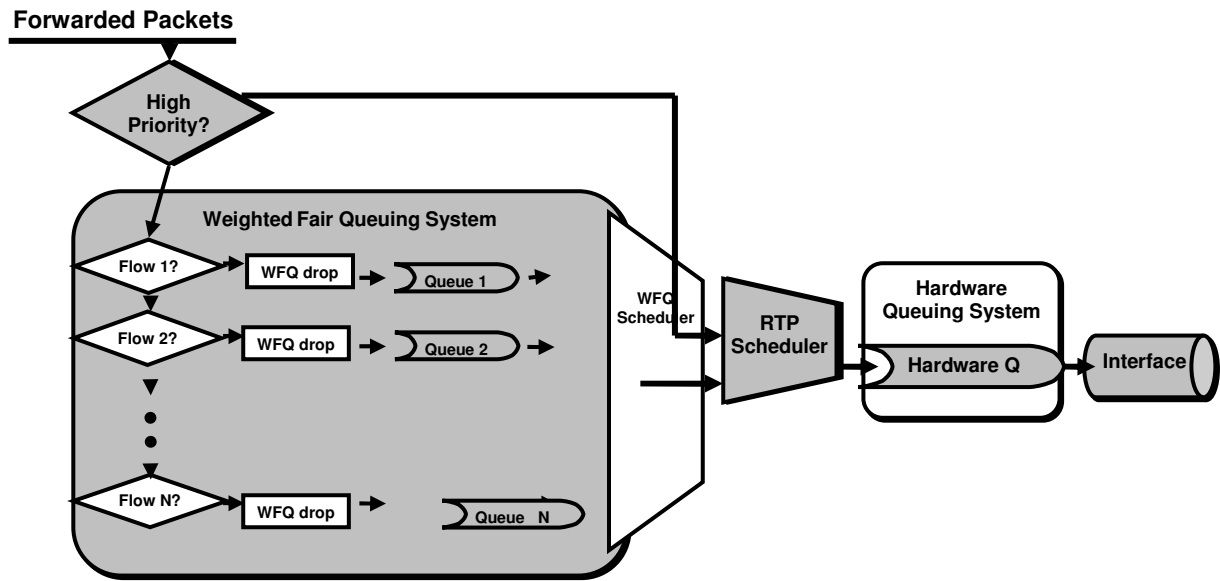 Forwarded Packets
High
Priority?
Weighted Fair Queuing System
Flow 1?
WFQ drop
Queue 1
Flow 2?
WFQ drop
Queue 2
Flow N?
WFQ drop
Queue N
WFQ
Scheduler
RTP
Scheduler
Hardware
Queuing System
Hardware Q
Interface